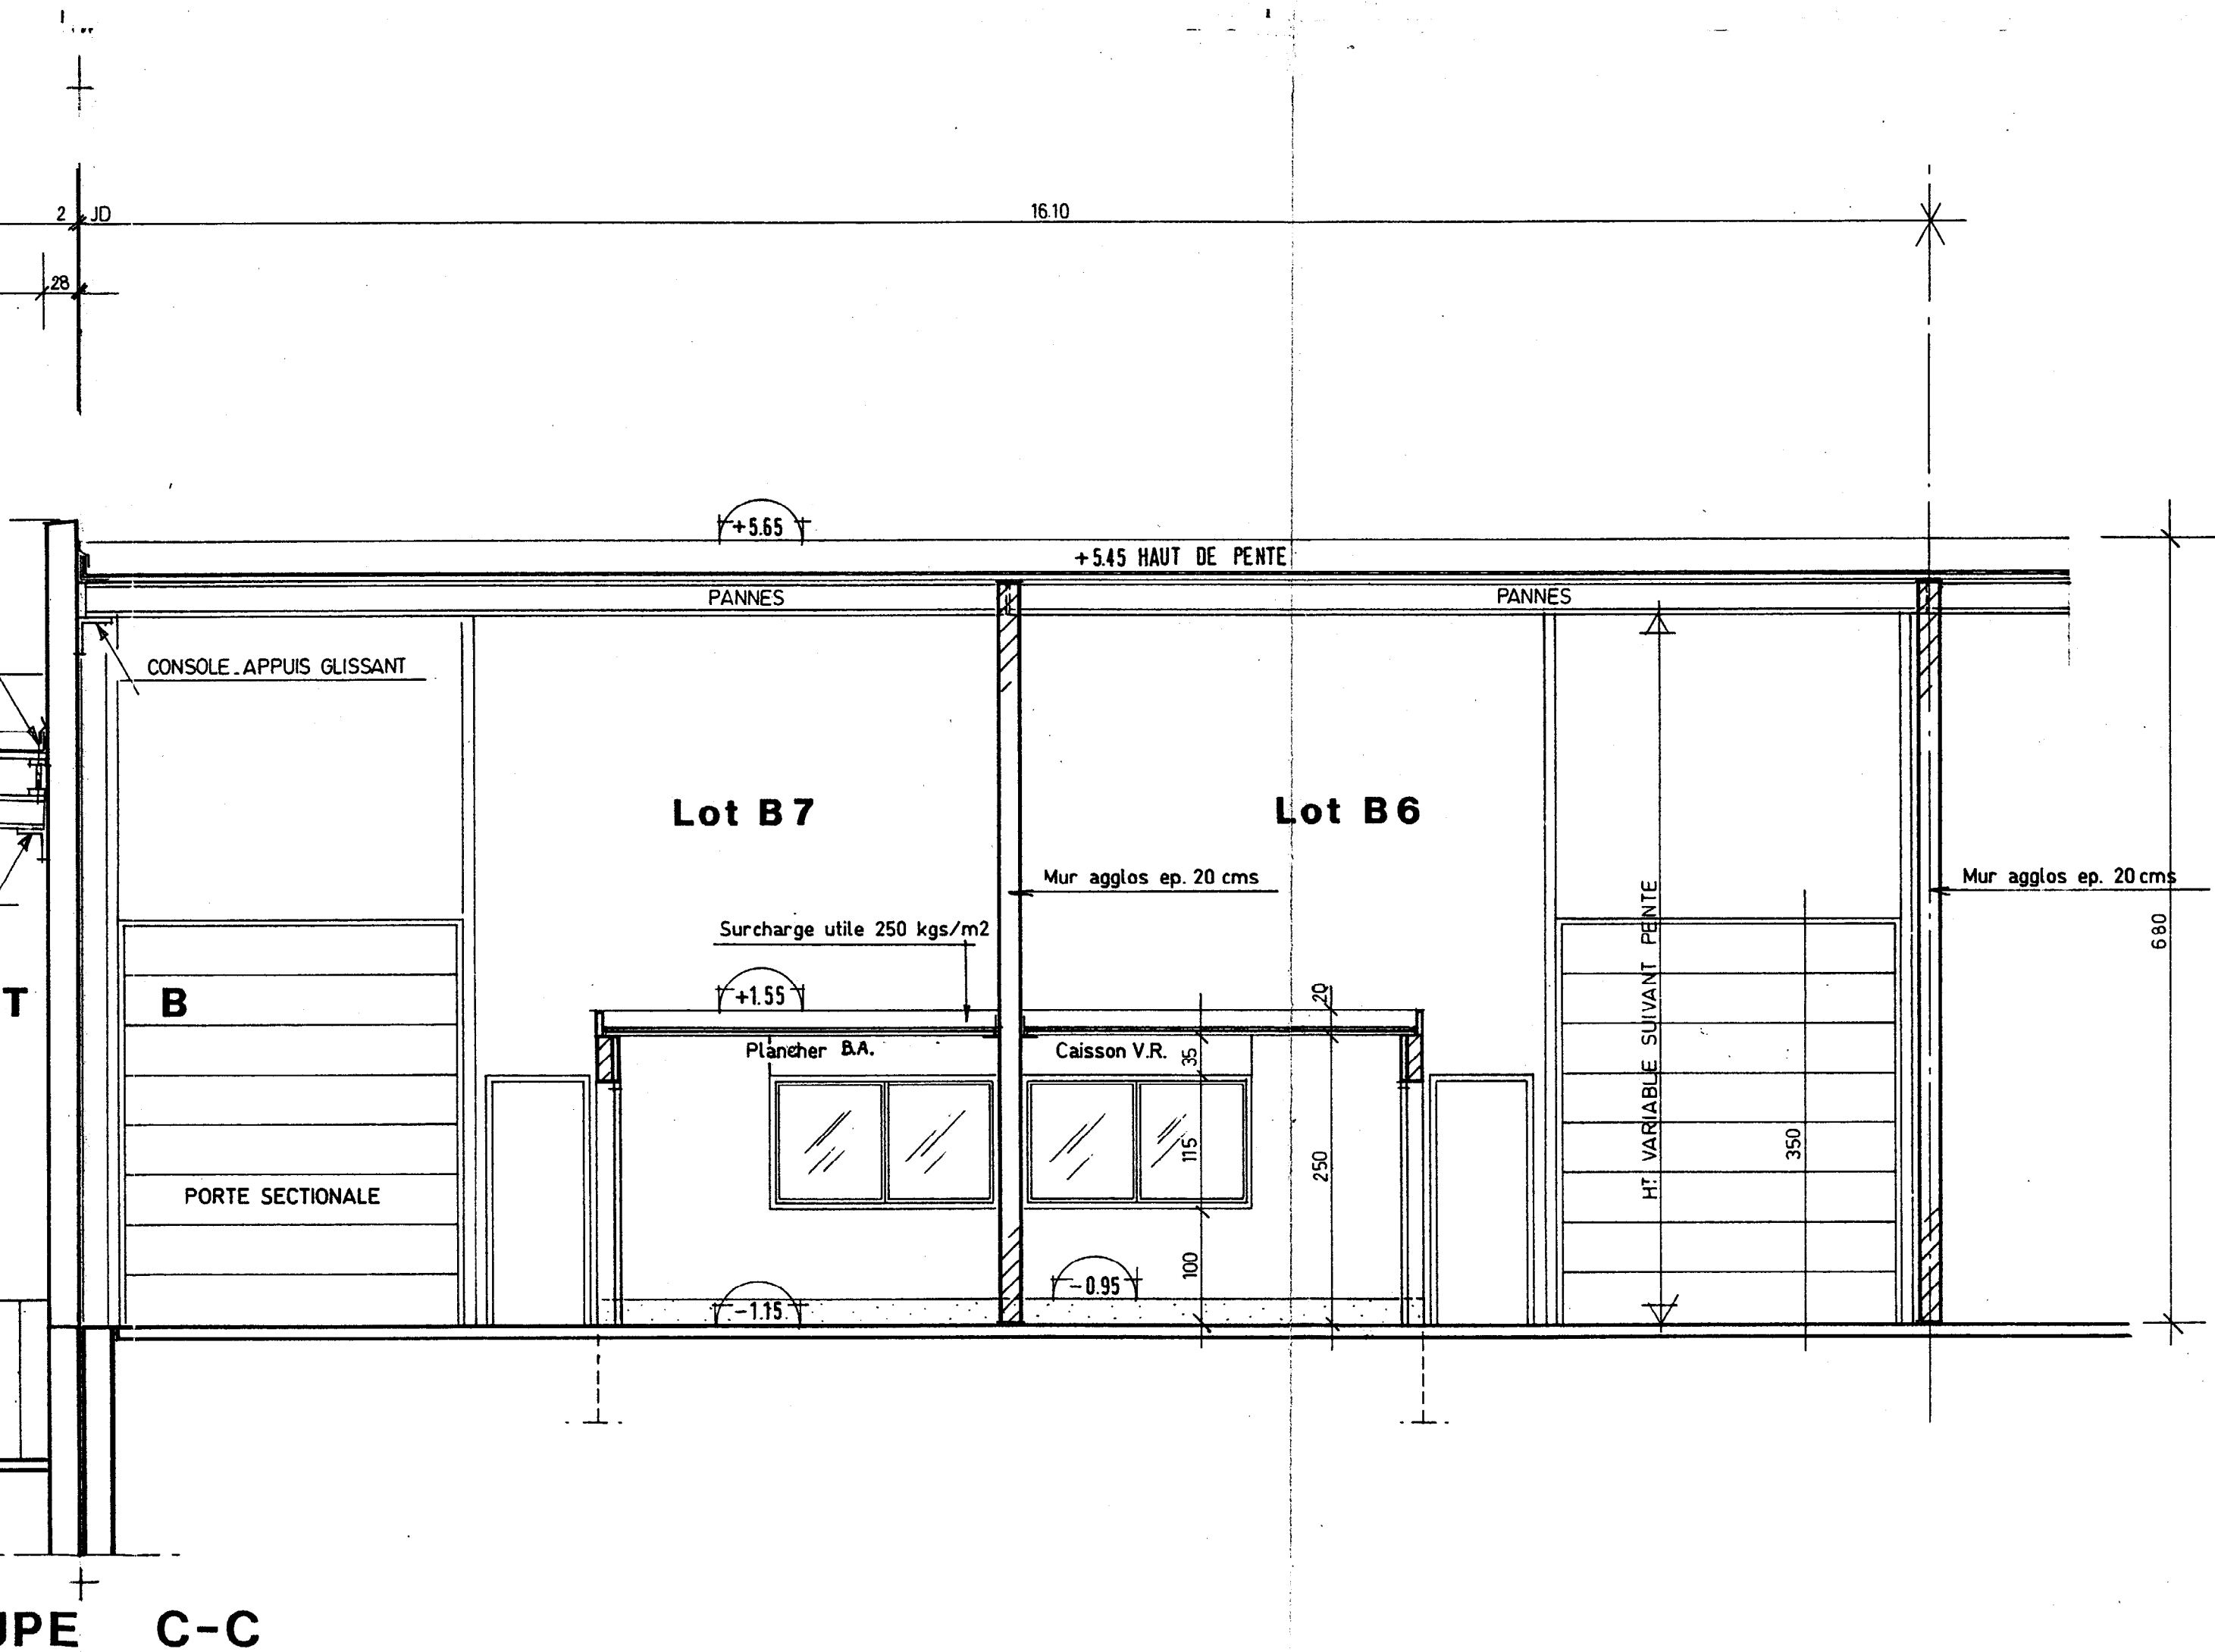 2 JD
16.10
28
+5.65
+5.45 HAUT DE PENTE
PANNES
PANNES
CONSOLE_APPUIS GLISSANT
Lot B7
Lot B6
Mur agglos ep. 20 cms
Mur agglos ep. 20 cms
Surcharge utile 250 kgs/m2
680
T B
+1.55
20
Plancher B.A.
Caisson V.R.
35
HT VARIABLE SUIVANT PENTE
115
250
350
PORTE SECTIONALE
100
-0.95
-1.15
UPE C-C